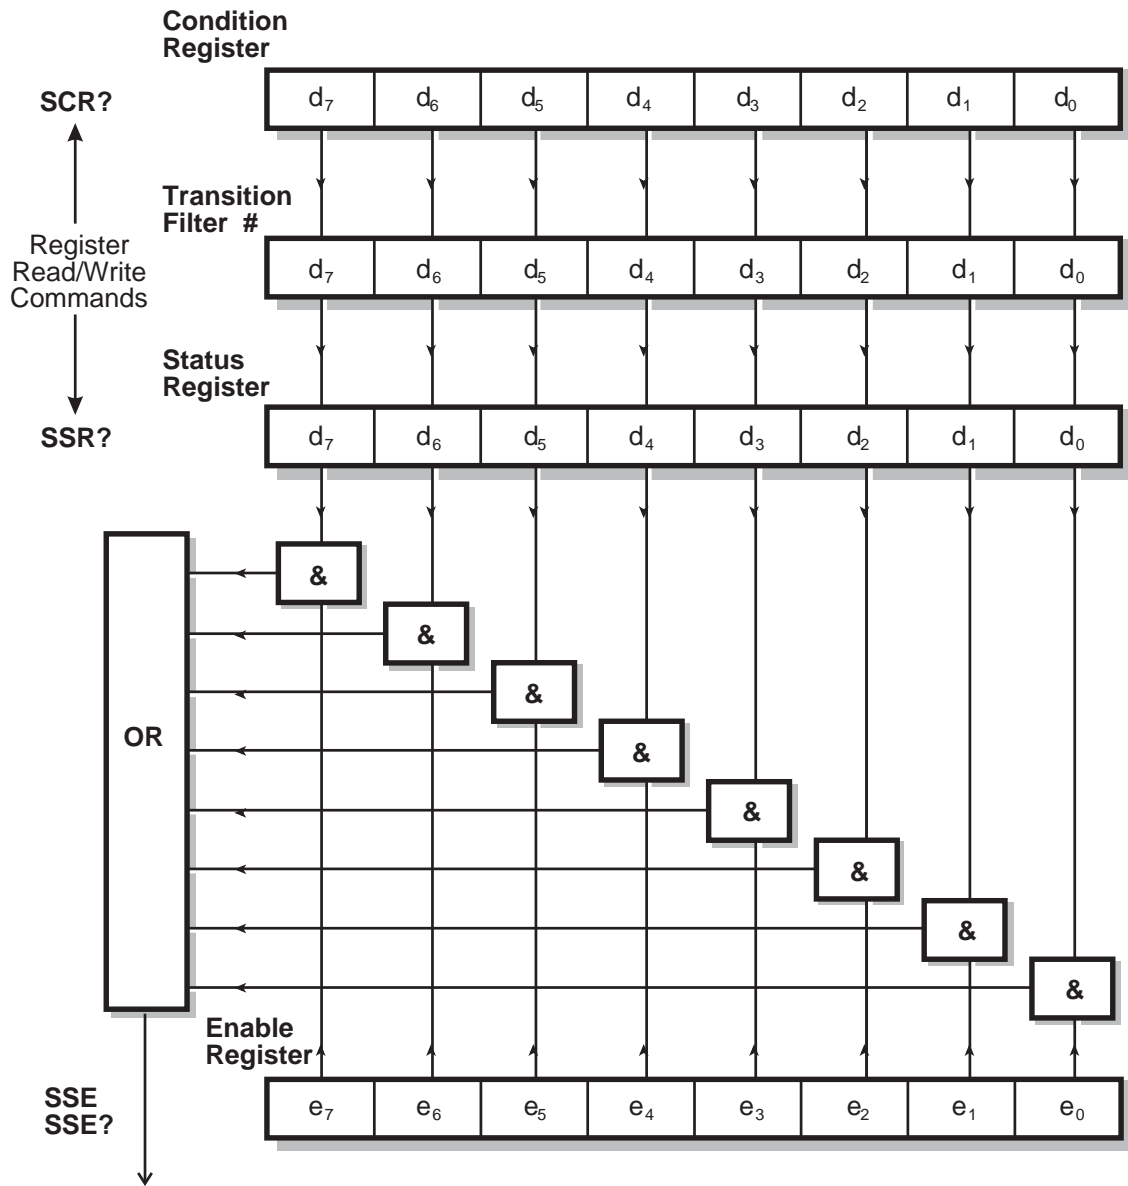 Condition
Register
SCR?
d7 d6 d5 d4 d3 d2 d1 d0
Transition
Filter #
Register
Read/Write
Commands
d7 d6 d5 d4 d3 d2 d1 d0
Status
Register
SSR?
d7 d6 d5 d4 d3 d2 d1 d0
OR
&
&
&
&
&
&
&
&
Enable
Register
SSE
SSE?
e7 e6 e5 e4 e3 e2 e1 e0